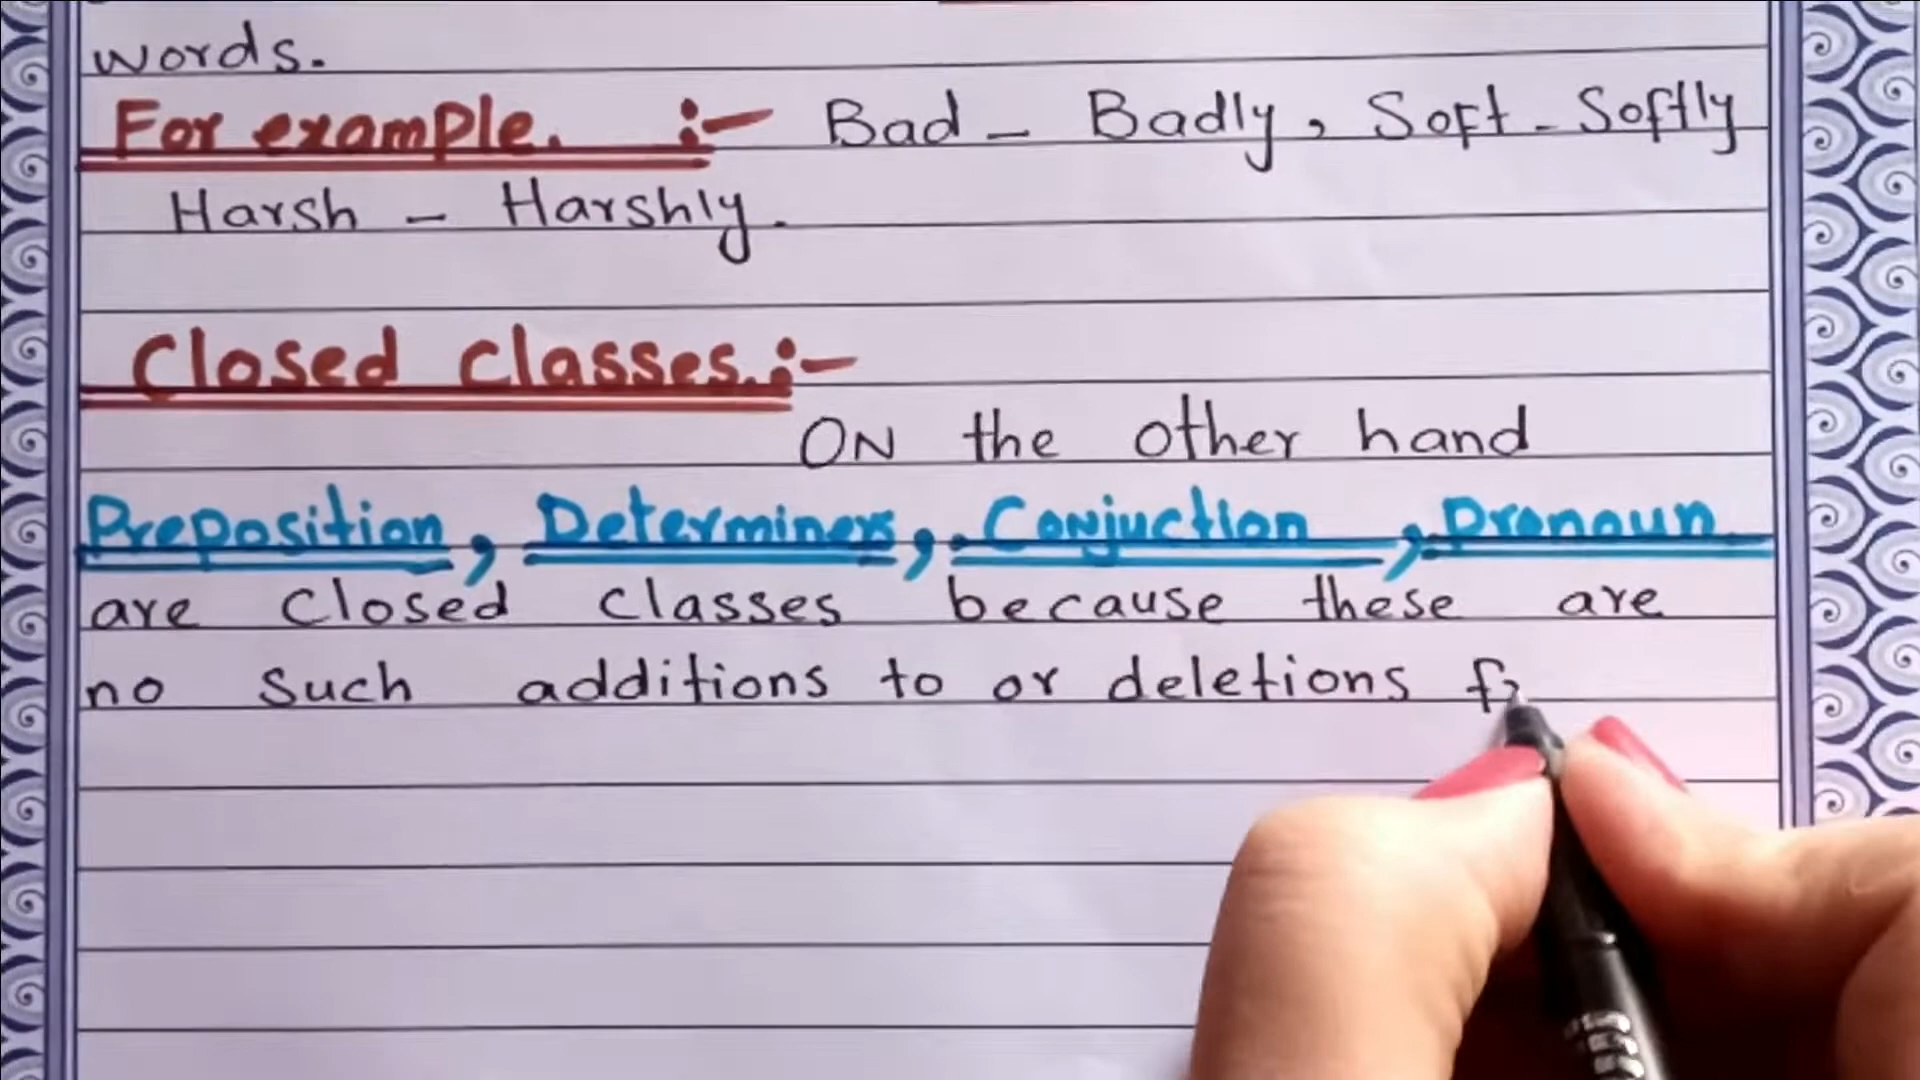 words.
For example. :- Bad - Badly, Soft - Softly
Harsh - Harshly.
Closed Classes.:-
ON the other hand
Preposition, Determiners, Conjuction, Pronoun
are Closed Classes because these are
no such additions to or deletions